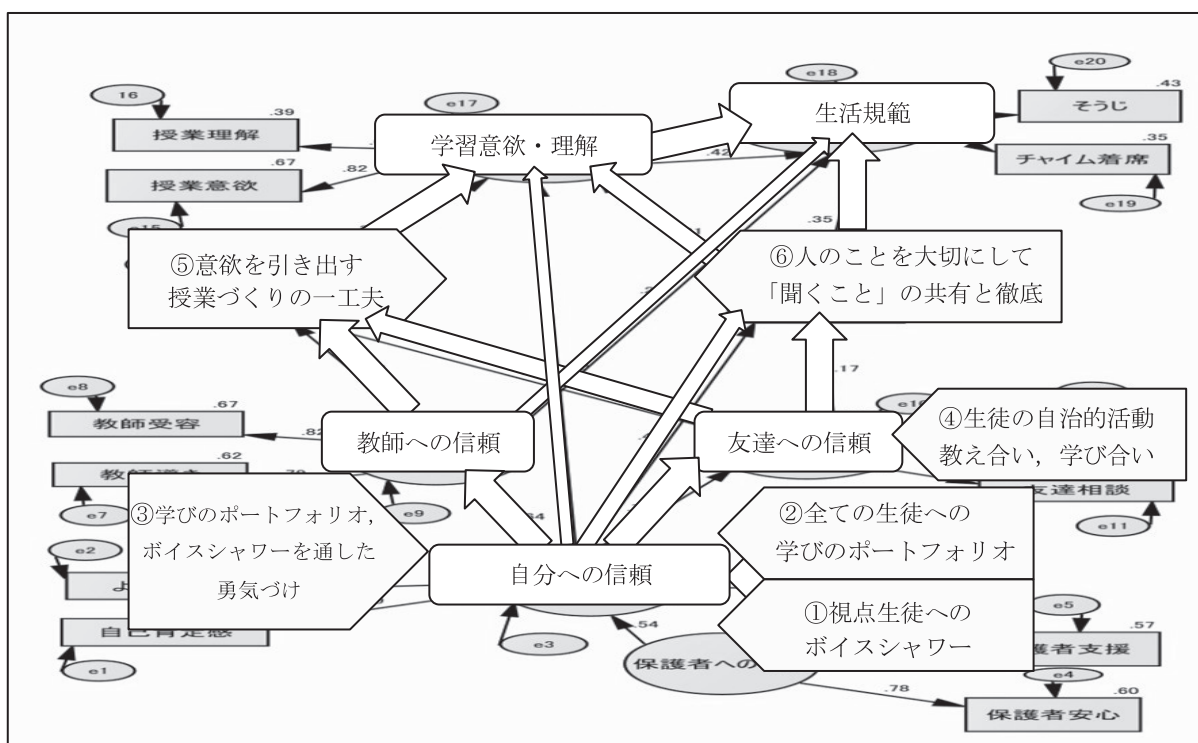 e20
e18
16
e17
.43
.39
生活規範
そうじ
授業理解
学習意欲・理解
.35
.67
.42
チャイム着席
.82
授業意欲
e19
.35
⑤意欲を引き出す
授業づくりの一工夫
⑥人のことを大切にして
「聞くこと」の共有と徹底
e8
.67
.17
教師受容
.82
教師への信頼
友達への信頼
④生徒の自治的活動
教え合い，学び合い
.62
e7
e9
友達相談
③学びのポートフォリオ，
ボイスシャワーを通した
勇気づけ
②全ての生徒への
学びのポートフォリオ
e11
e2
自分への信頼
①視点生徒への
ボイスシャワー
e5
.57
自己肯定感
e3
.54
護者支援
e1
保護者への
e4
.78
.60
保護者安心